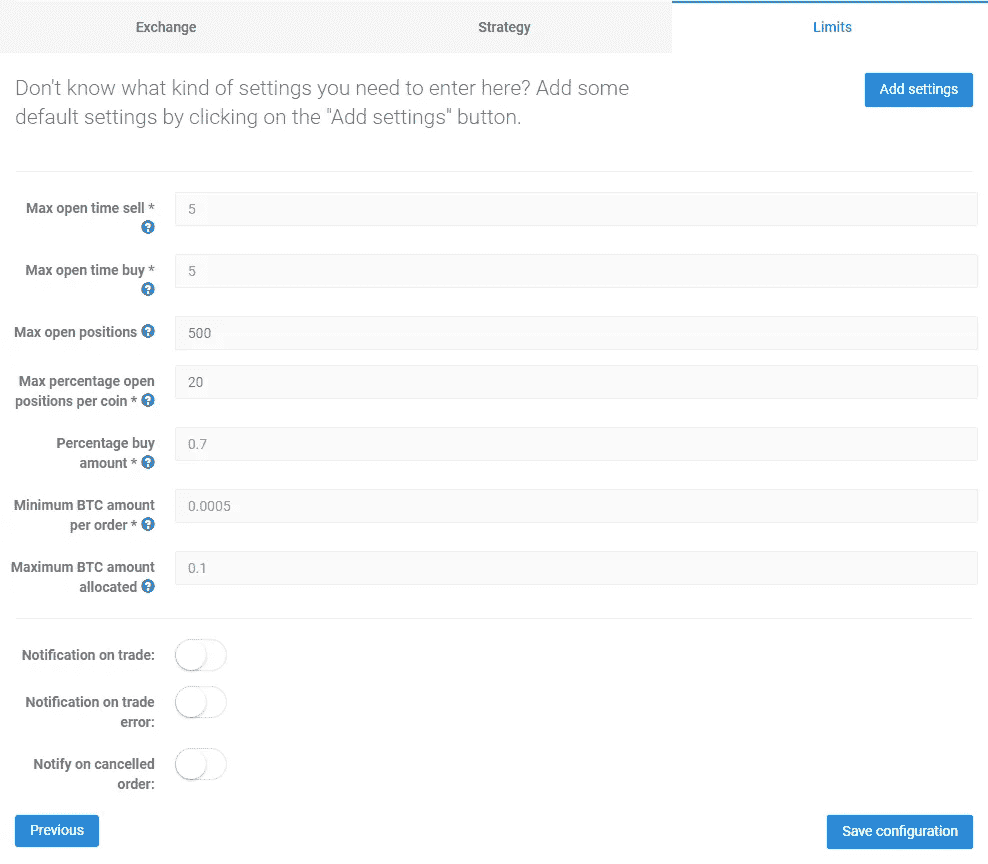 Exchange
Strategy
Limits
Don't know what kind of settings you need to enter here? Add some
default settings by clicking on the "Add settings" button.
Add settings
Max open time sell *
5
Max open time buy *
5
Max open positions
500
Max percentage open
positions per coin *
20
Percentage buy
amount *
0.7
Minimum BTC amount
per order *
0.0005
Maximum BTC amount
allocated
0.1
Notification on trade:
Notification on trade
error:
Notify on cancelled
order:
Previous
Save configuration